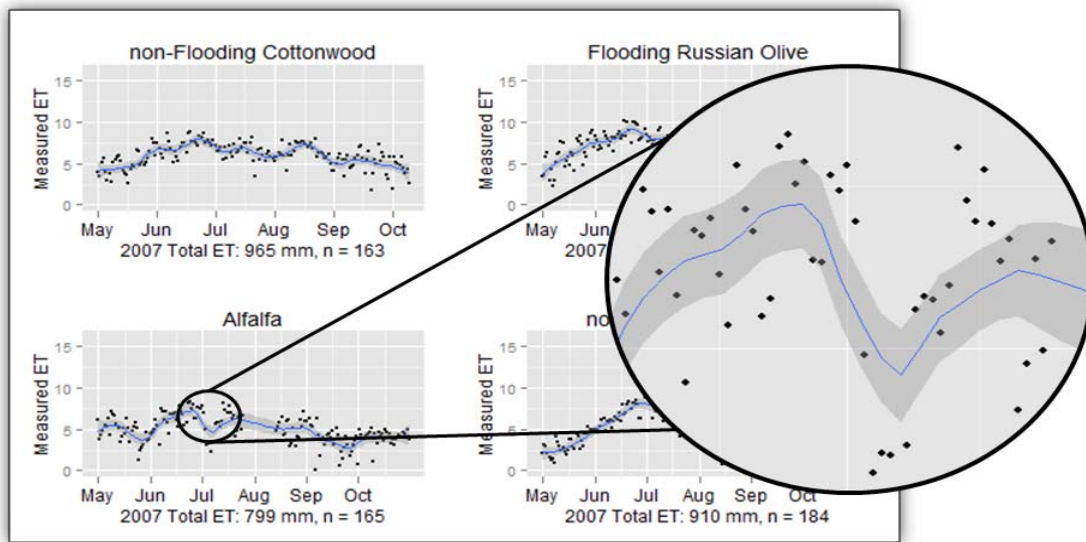 non-Flooding Cottonwood
15
10
5
0
Measured ET
May Jun Jul Aug Sep Oct
2007 Total ET: 965 mm, n = 163
Flooding Russian Olive
15
10
5
0
Measured ET
May Jun Jul
2007
Alfalfa
15
10
5
0
Measured ET
May Jun Jul Aug Sep Oct
2007 Total ET: 799 mm, n = 165
15
10
5
0
Measured ET
May Jun Jul Aug Sep Oct
2007 Total ET: 910 mm, n = 184